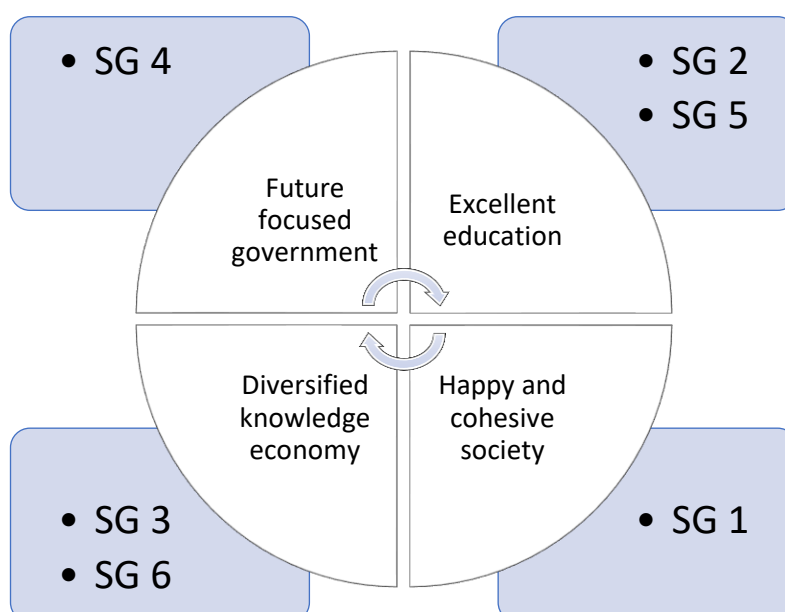 • SG 4
• SG 2
• SG 5
Future
focused
government
Excellent
education
Diversified
knowledge
economy
Happy and
cohesive
society
• SG 3
• SG 6
• SG 1